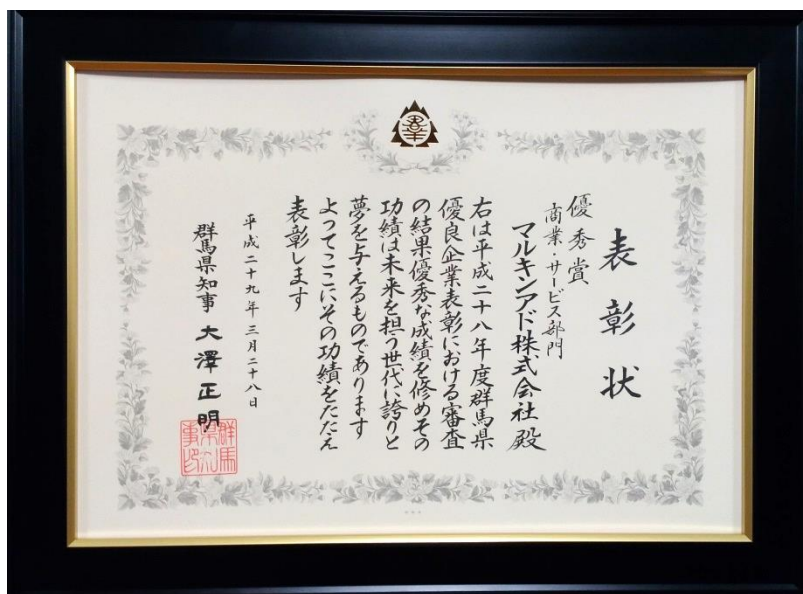 表彰状
優秀賞
商業・サービス部門
マルキンアド株式会社殿
右は平成二十八年度群馬県
優良企業表彰における審査
の結果優秀な成績を修めその
功績は未来を担う世代に誇りと
夢を与えるものであります
よってここにその功績をたたえ
表彰します
平成二十九年三月二十八日
群馬県知事 大澤正明
群馬
県知
事印